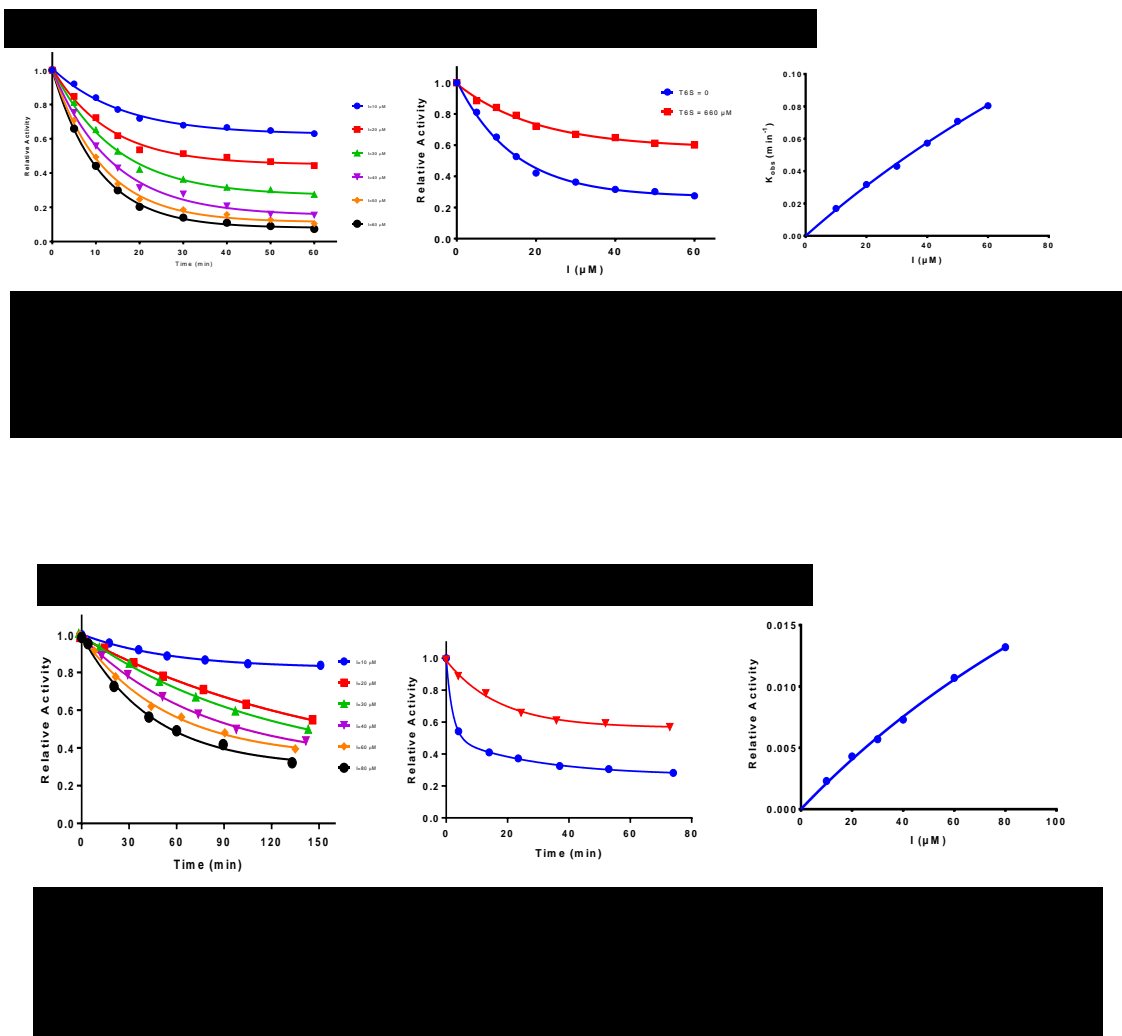 1.0
0.8
0.6
0.4
0.2
0.0
Relative Activity
0 10 20 30 40 50 60
Time (min)
I=10 µM
I=20 µM
I=30 µM
I=40 µM
I=50 µM
I=60 µM
1.0
0.8
0.6
0.4
0.2
0.0
Relative Activity
0 20 40 60
I (µM)
T6S = 0
T6S = 660 µM
0.10
0.08
0.06
0.04
0.02
0.00
Kobs (min-1)
0 20 40 60 80
I (µM)
1.0
0.8
0.6
0.4
0.2
0.0
Relative Activity
0 30 60 90 120 150
Time (min)
I=10 µM
I=20 µM
I=30 µM
I=40 µM
I=60 µM
I=80 µM
1.0
0.8
0.6
0.4
0.2
0.0
Relative Activity
0 20 40 60 80
Time (min)
0.015
0.010
0.005
0.000
Relative Activity
0 20 40 60 80 100
I (µM)